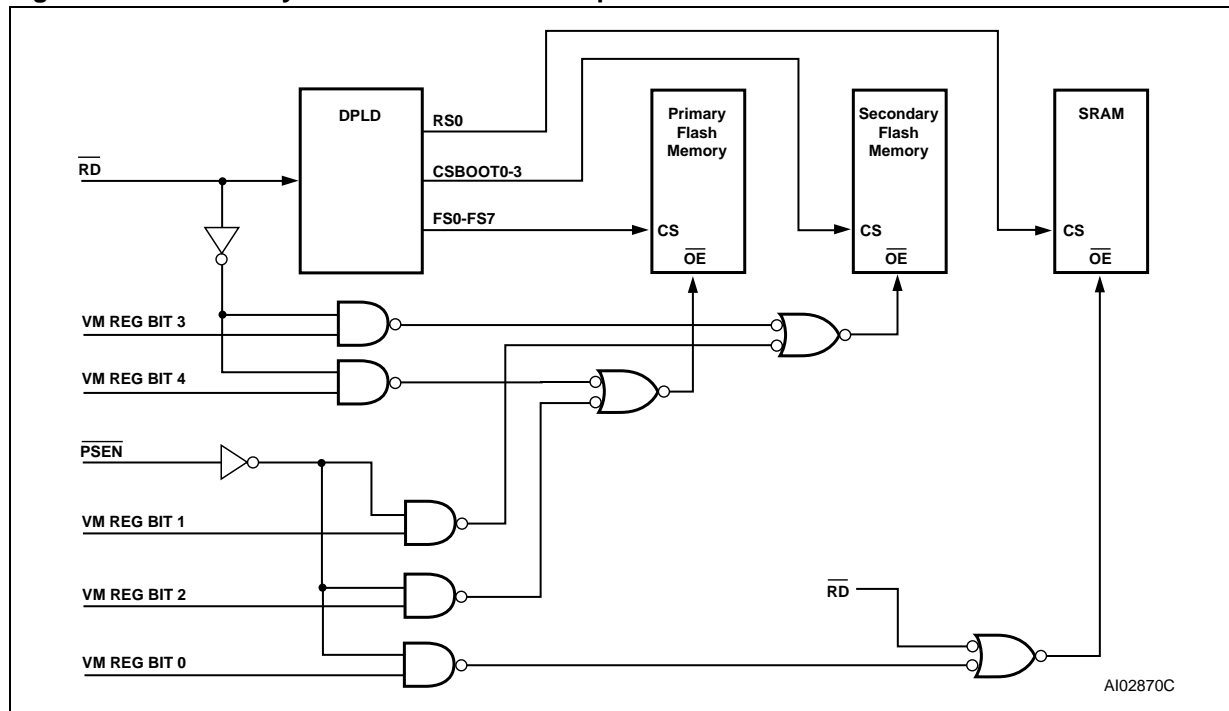 DPLD
RS0
CSBOOT0-3
FS0-FS7
Primary
Flash
Memory
CS
OE
Secondary
Flash
Memory
CS
OE
SRAM
CS
OE
RD
VM REG BIT 3
VM REG BIT 4
PSEN
VM REG BIT 1
VM REG BIT 2
VM REG BIT 0
RD
AI02870C